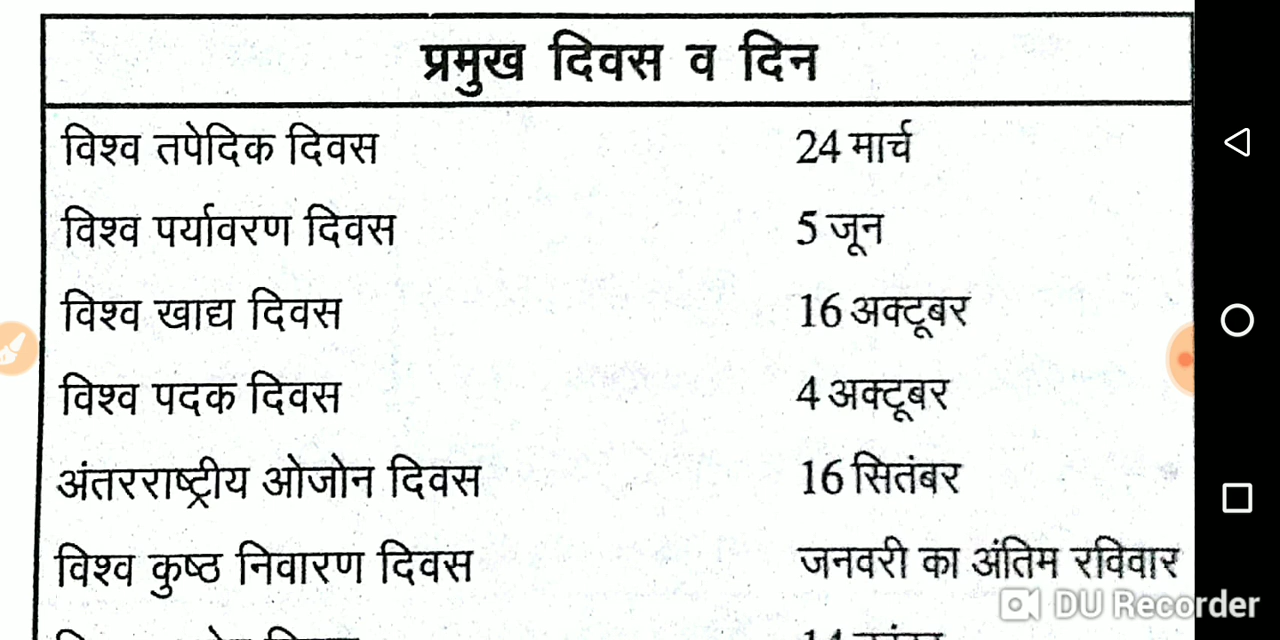 प्रमुख दिवस व दिन
विश्व तपेदिक दिवस 24 मार्च
विश्व पर्यावरण दिवस 5 जून
विश्व खाद्य दिवस 16 अक्टूबर
विश्व पदक दिवस 4 अक्टूबर
अंतरराष्ट्रीय ओजोन दिवस 16 सितंबर
विश्व कुष्ठ निवारण दिवस जनवरी का अंतिम रविवार
DU Recorder